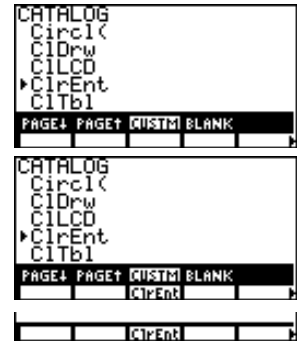 CATALOG
Circl(
ClDrw
ClLCD
▸ClrEnt
ClTbl
PAGE↓ PAGE↑ CUSTM BLANK
CATALOG
Circl(
ClDrw
ClLCD
▸ClrEnt
ClTbl
PAGE↓ PAGE↑ CUSTM BLANK
ClrEnt
ClrEnt